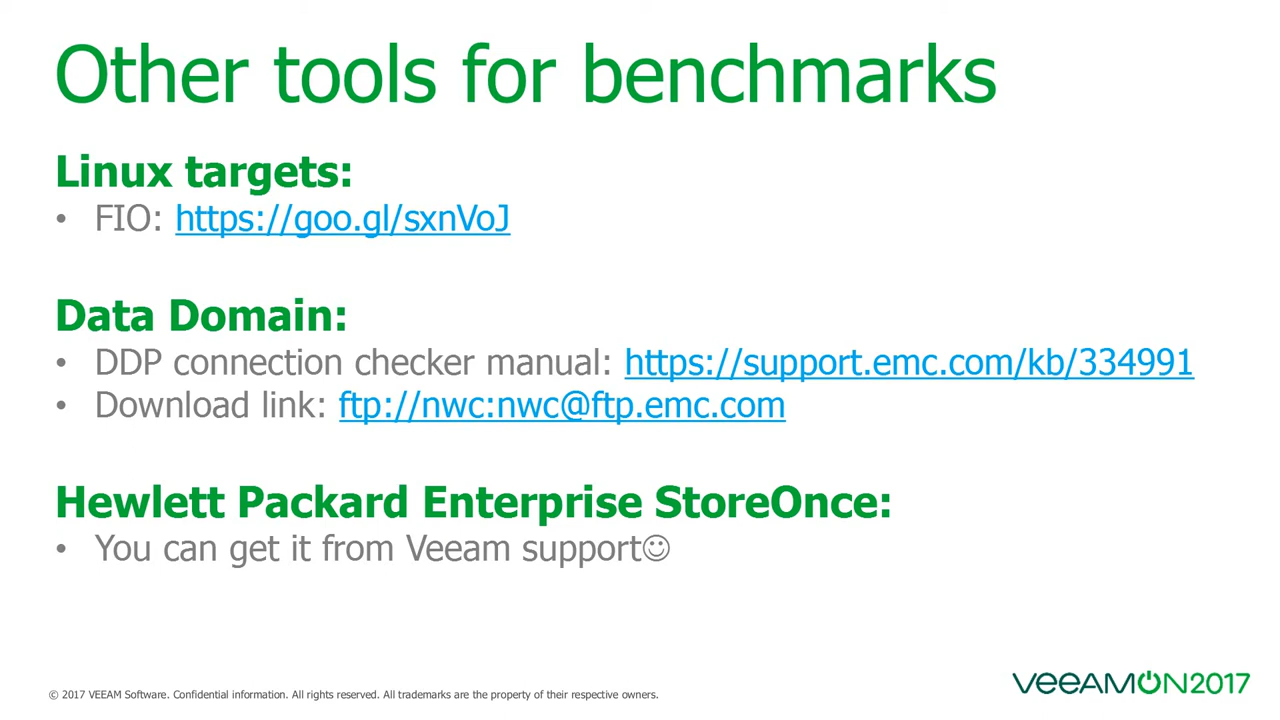 Other tools for benchmarks
Linux targets:
• FIO: https://goo.gl/sxnVoJ
Data Domain:
• DDP connection checker manual: https://support.emc.com/kb/334991
• Download link: ftp://nwc:nwc@ftp.emc.com
Hewlett Packard Enterprise StoreOnce:
• You can get it from Veeam support☺
© 2017 VEEAM Software. Confidential information. All rights reserved. All trademarks are the property of their respective owners.
VEEAMON2017